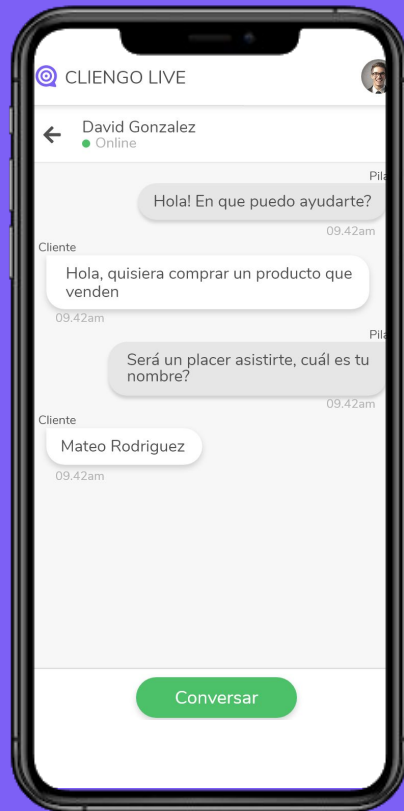 CLIENGO LIVE
David Gonzalez
Online
Pila
Hola! En que puedo ayudarte?
09.42am
Cliente
Hola, quisiera comprar un producto que
venden
09.42am
Pila
Será un placer asistirte, cuál es tu
nombre?
09.42am
Cliente
Mateo Rodriguez
09.42am
Conversar